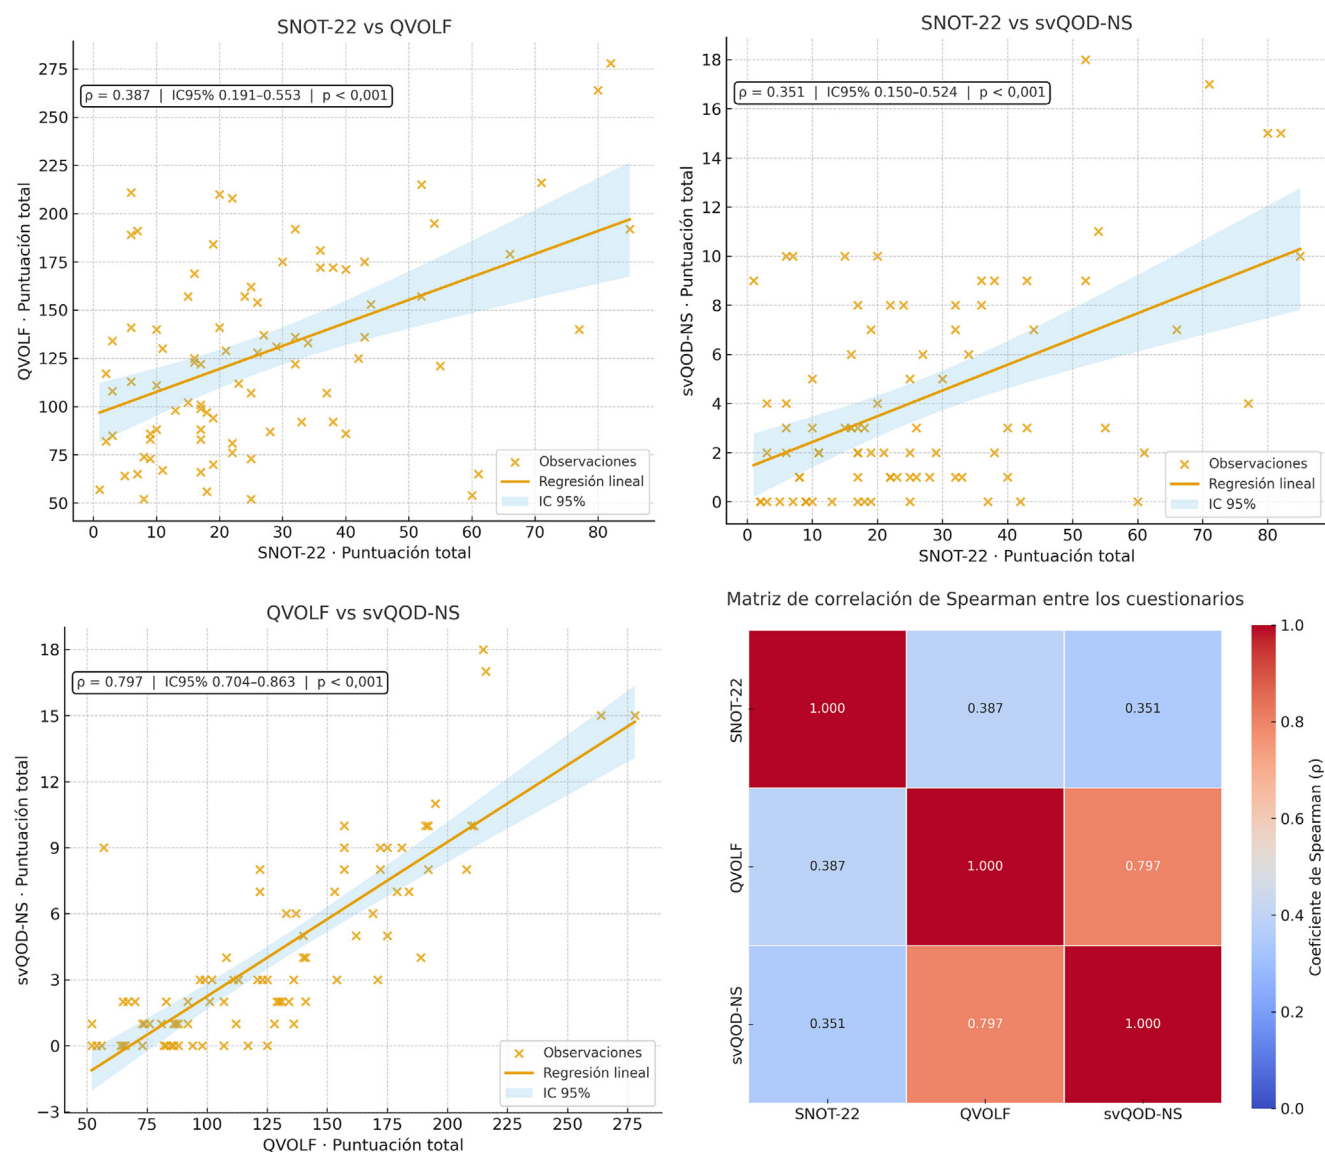 SNOT-22 vs QVOLF
ρ = 0.387 | IC95% 0.191–0.553 | p < 0,001
QVOLF · Puntuación total
275
250
225
200
175
150
125
100
75
50
Observaciones
Regresión lineal
IC 95%
0 10 20 30 40 50 60 70 80
SNOT-22 · Puntuación total
SNOT-22 vs svQOD-NS
ρ = 0.351 | IC95% 0.150–0.524 | p < 0,001
svQOD-NS · Puntuación total
18
16
14
12
10
8
6
4
2
0
Observaciones
Regresión lineal
IC 95%
0 10 20 30 40 50 60 70 80
SNOT-22 · Puntuación total
QVOLF vs svQOD-NS
ρ = 0.797 | IC95% 0.704–0.863 | p < 0,001
svQOD-NS · Puntuación total
18
15
12
9
6
3
0
−3
Observaciones
Regresión lineal
IC 95%
50 75 100 125 150 175 200 225 250 275
QVOLF · Puntuación total
Matriz de correlación de Spearman entre los cuestionarios
SNOT-22
1.000 0.387 0.351
QVOLF
0.387 1.000 0.797
svQOD-NS
0.351 0.797 1.000
SNOT-22 QVOLF svQOD-NS
1.0
0.8
0.6
0.4
0.2
0.0
Coeficiente de Spearman (ρ)